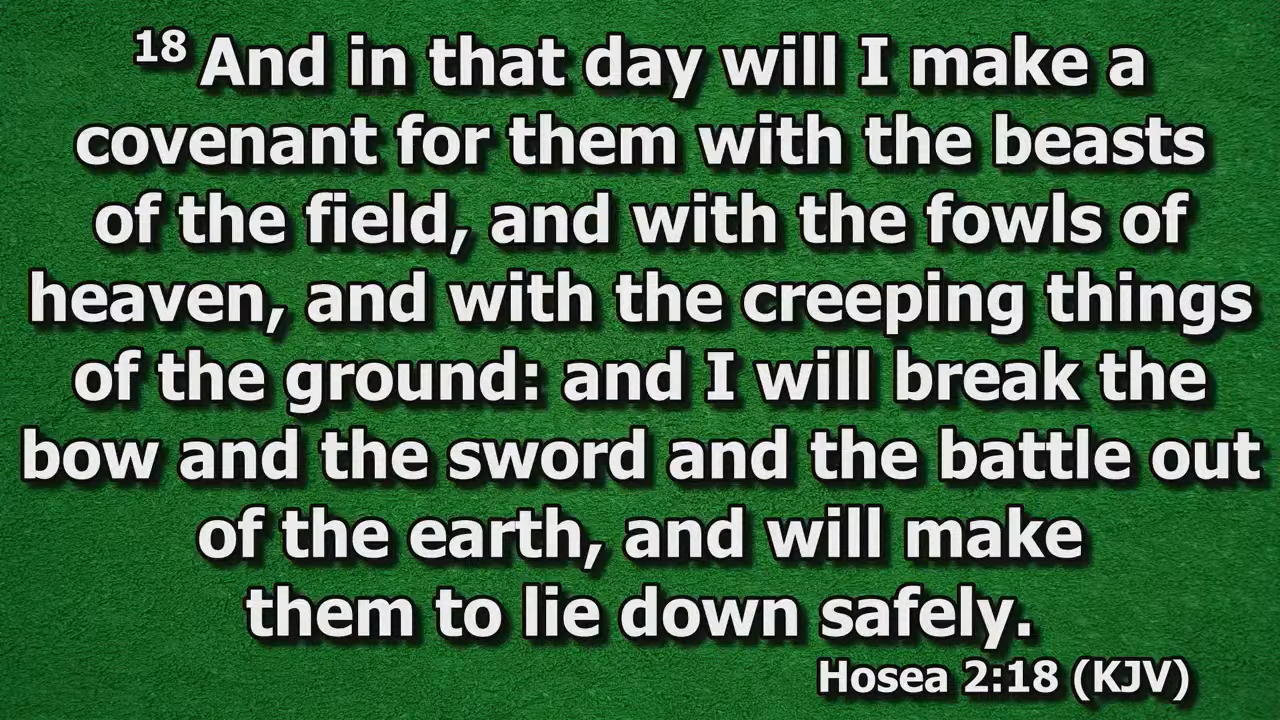 18 And in that day will I make a
covenant for them with the beasts
of the field, and with the fowls of
heaven, and with the creeping things
of the ground: and I will break the
bow and the sword and the battle out
of the earth, and will make
them to lie down safely.
Hosea 2:18 (KJV)